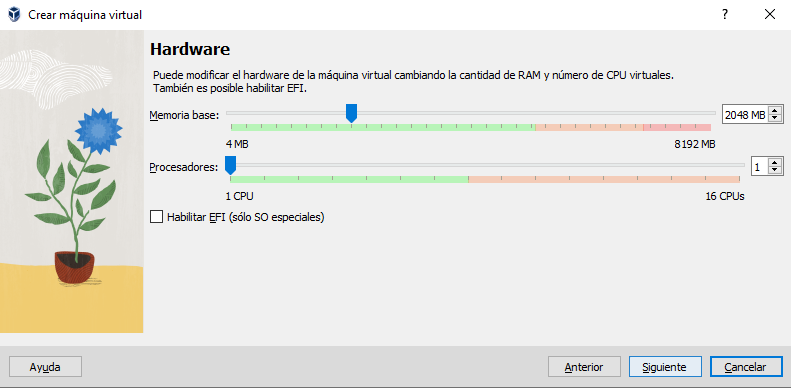 Crear máquina virtual
Hardware
Puede modificar el hardware de la máquina virtual cambiando la cantidad de RAM y número de CPU virtuales.
También es posible habilitar EFI.
Memoria base:
2048 MB
4 MB
8192 MB
Procesadores:
1
1 CPU
16 CPUs
Habilitar EFI (sólo SO especiales)
Ayuda
Anterior
Siguiente
Cancelar